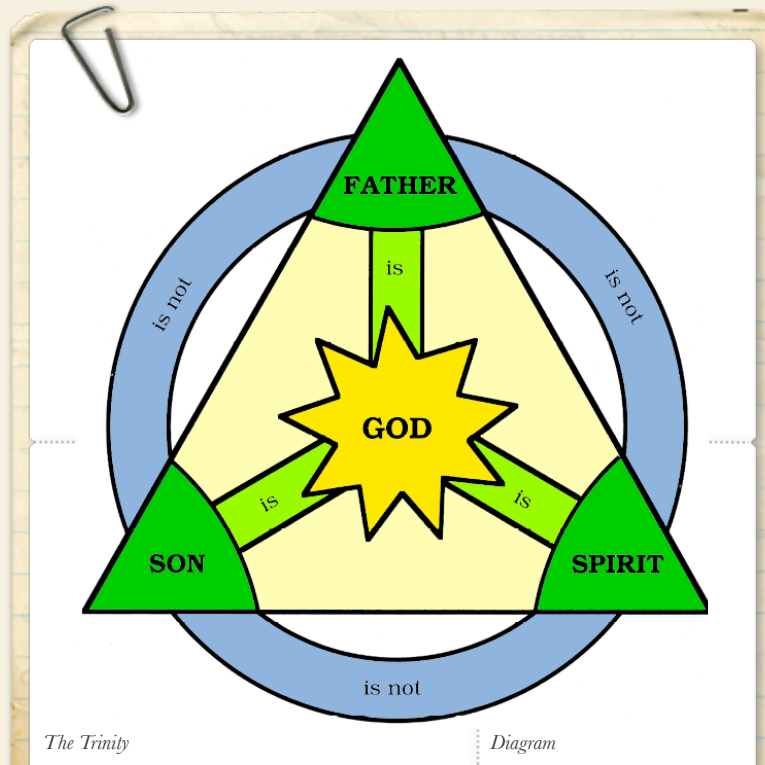 FATHER
is
is not
is not
GOD
is
is
SON
SPIRIT
is not
The Trinity
Diagram